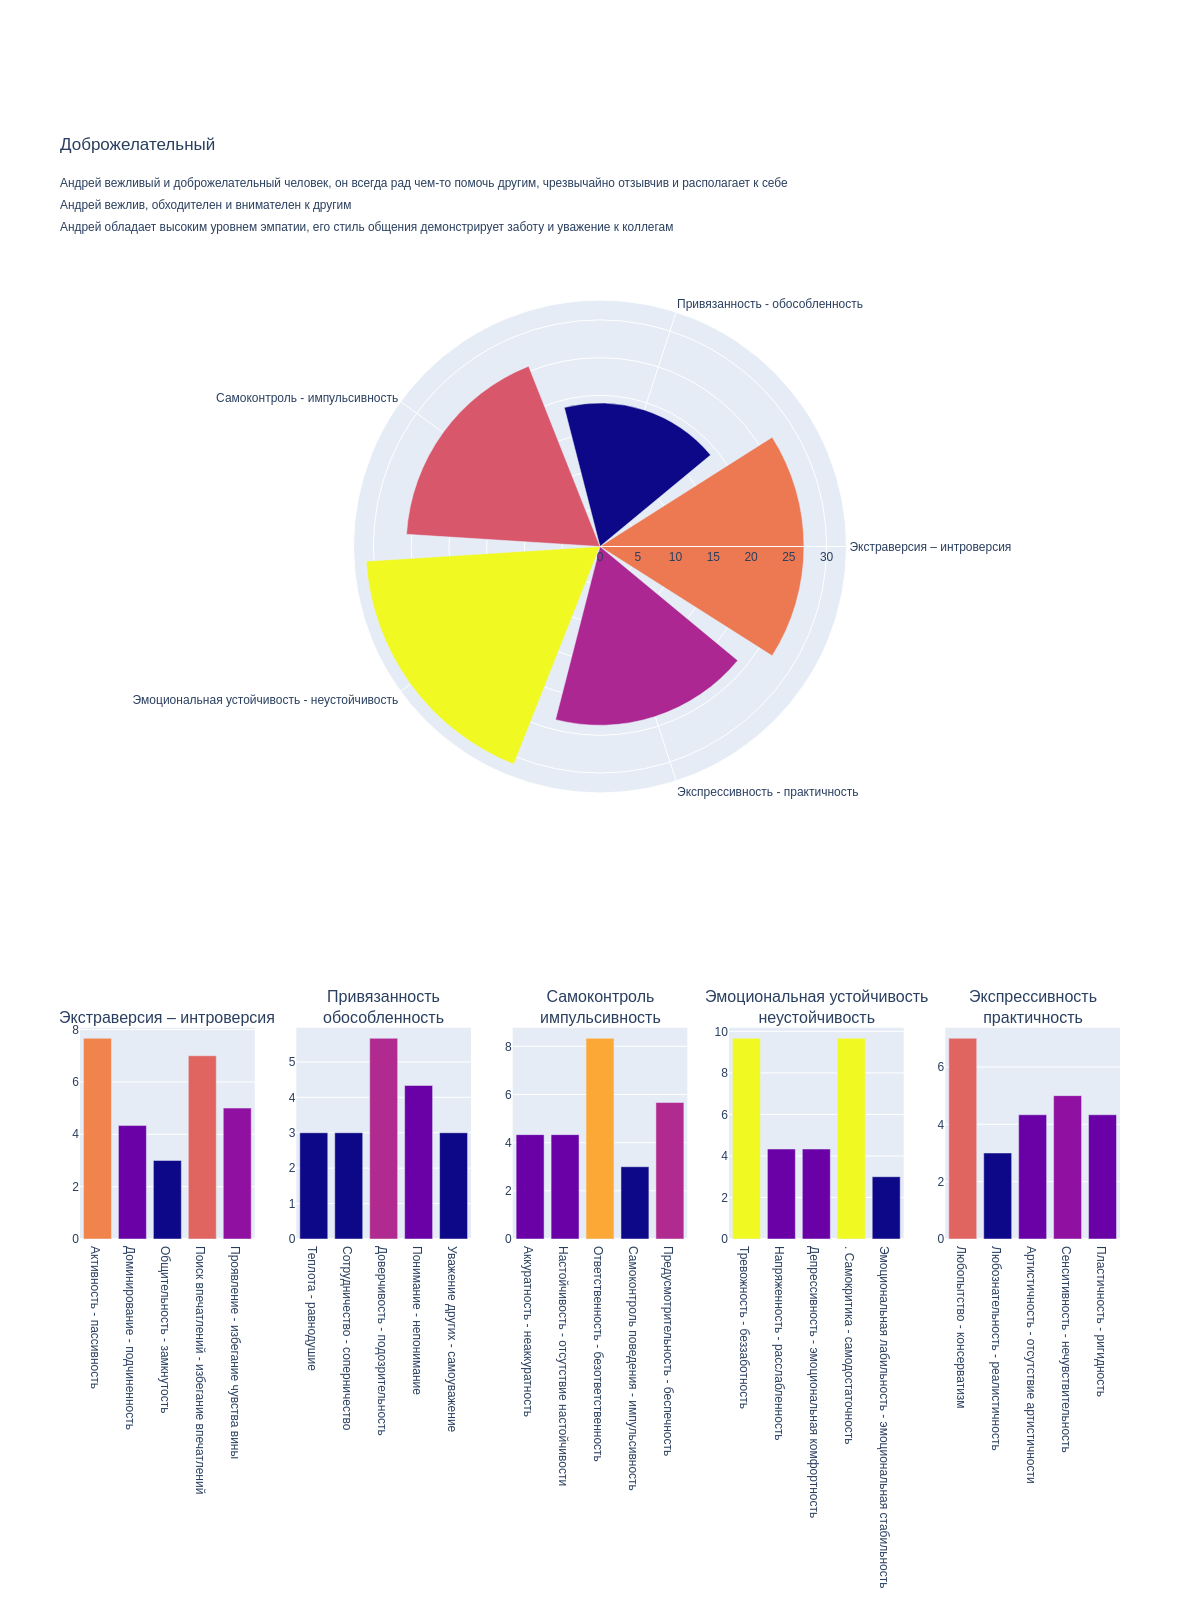 Доброжелательный
Андрей вежливый и доброжелательный человек, он всегда рад чем-то помочь другим, чрезвычайно отзывчив и располагает к себе
Андрей вежлив, обходителен и внимателен к другим
Андрей обладает высоким уровнем эмпатии, его стиль общения демонстрирует заботу и уважение к коллегам
Привязанность - обособленность
Самоконтроль - импульсивность
Экстраверсия – интроверсия
0 5 10 15 20 25 30
Эмоциональная устойчивость - неустойчивость
Экспрессивность - практичность
Экстраверсия – интроверсия
8
6
4
2
0
Активность - пассивность
Доминирование - подчиненность
Общительность - замкнутость
Поиск впечатлений - избегание впечатлений
Проявление - избегание чувства вины
Привязанность
обособленность
5
4
3
2
1
0
Теплота - равнодушие
Сотрудничество - соперничество
Доверчивость - подозрительность
Понимание - непонимание
Уважение других - самоуважение
Самоконтроль
импульсивность
8
6
4
2
0
Аккуратность - неаккуратность
Настойчивость - отсутствие настойчивости
Ответственность - безответственность
Самоконтроль поведения - импульсивность
Предусмотрительность - беспечность
Эмоциональная устойчивость
неустойчивость
10
8
6
4
2
0
Тревожность - беззаботность
Напряженность - расслабленность
Депрессивность - эмоциональная комфортность
. Самокритика - самодостаточность
Эмоциональная лабильность - эмоциональная стабильность
Экспрессивность
практичность
6
4
2
0
Любопытство - консерватизм
Любознательность - реалистичность
Артистичность - отсутствие артистичности
Сенситивность - нечувствительность
Пластичность - ригидность